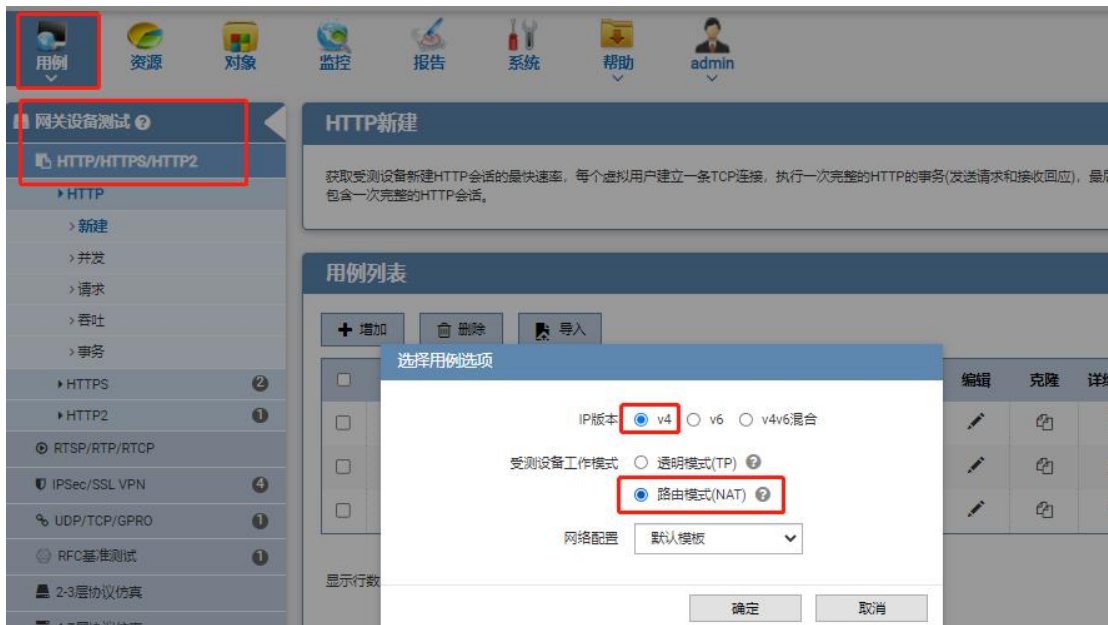 用例
资源
对象
监控
报告
系统
帮助
admin
网关设备测试
HTTP/HTTPS/HTTP2
HTTP
新建
并发
请求
吞吐
事务
HTTPS 2
HTTP2 1
RTSP/RTP/RTCP
IPSec/SSL VPN 4
UDP/TCP/GPRO 1
RFC基准测试 1
2-3层协议仿真
HTTP新建
获取受测设备新建HTTP会话的最快速率，每个虚拟用户建立一条TCP连接，执行一次完整的HTTP的事务(发送请求和接收回应)，最后
包含一次完整的HTTP会话。
用例列表
增加 删除 导入
编辑 克隆 详细
显示行数
选择用例选项
IP版本 v4 v6 v4v6混合
受测设备工作模式 透明模式(TP)
路由模式(NAT)
网络配置 默认模板
确定 取消